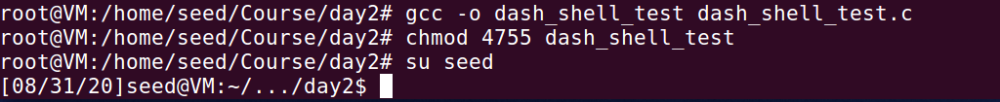 root@VM:/home/seed/Course/day2# gcc -o dash_shell_test dash_shell_test.c
root@VM:/home/seed/Course/day2# chmod 4755 dash_shell_test
root@VM:/home/seed/Course/day2# su seed
[08/31/20]seed@VM:~/.../day2$